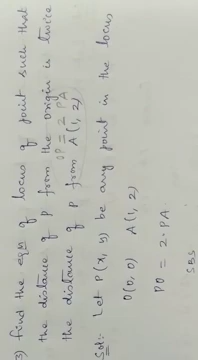 3) Find the eqn of locus of point such that
the distance of P from the origin is twice
OP = 2 PA
the distance of P from A(1, 2)
Sol:- Let P(x, y) be any point in the locus
O(0, 0) A(1, 2)
PO = 2·PA.
SBS